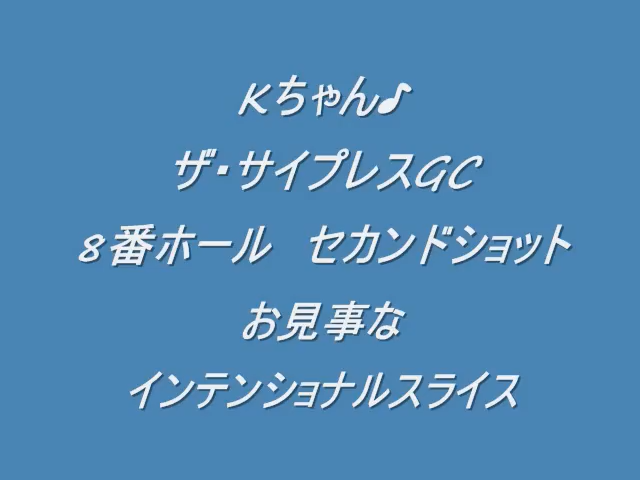 Kちゃん♪
ザ・サイプレスGC
8番ホール　セカンドショット
お見事な
インテンショナルスライス